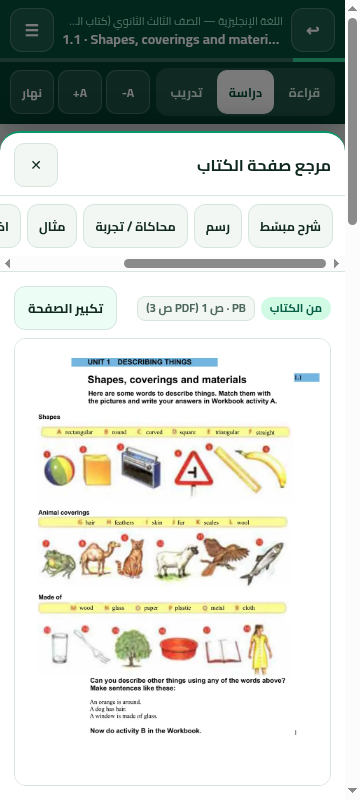 اللغة الإنجليزية — الصف الثالث الثانوي (كتاب الـ...
1.1 · Shapes, coverings and materi...
قراءة
دراسة
تدريب
A-
A+
نهار
مرجع صفحة الكتاب
×
شرح مبسّط
رسم
محاكاة / تجربة
مثال
من الكتاب
PB · ص 1 (PDF ص 3)
تكبير الصفحة
UNIT 1 DESCRIBING THINGS
1.1
Shapes, coverings and materials
Here are some words to describe things. Match them with
the pictures and write your answers in Workbook activity A.
Shapes
A rectangular B round C curved D square E triangular F straight
Animal coverings
G hair H feathers I skin J fur K scales L wool
Made of
M wood N glass O paper P plastic Q metal R cloth
Can you describe other things using any of the words above?
Make sentences like these:
An orange is around.
A dog has hair.
A window is made of glass.
Now do activity B in the Workbook.
1